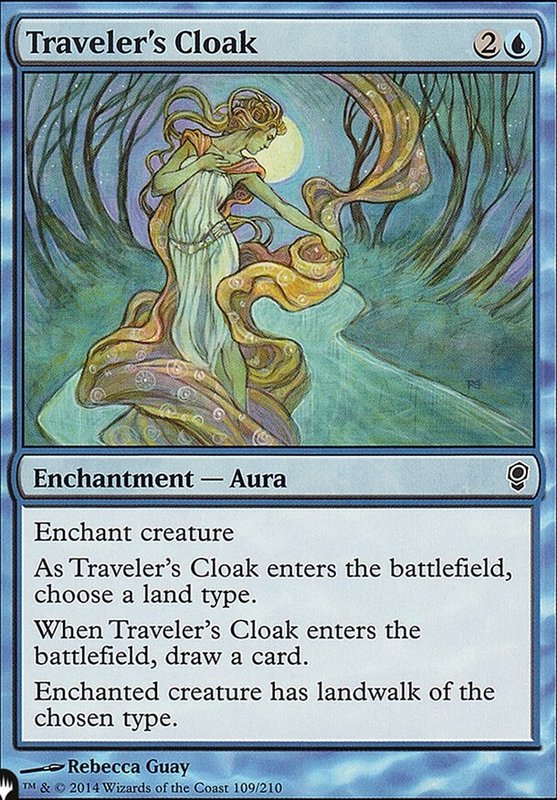 Traveler's Cloak 2
Enchantment — Aura
Enchant creature
As Traveler's Cloak enters the battlefield,
choose a land type.
When Traveler's Cloak enters the
battlefield, draw a card.
Enchanted creature has landwalk of the
chosen type.
Rebecca Guay
™ & © 2014 Wizards of the Coast 109/210